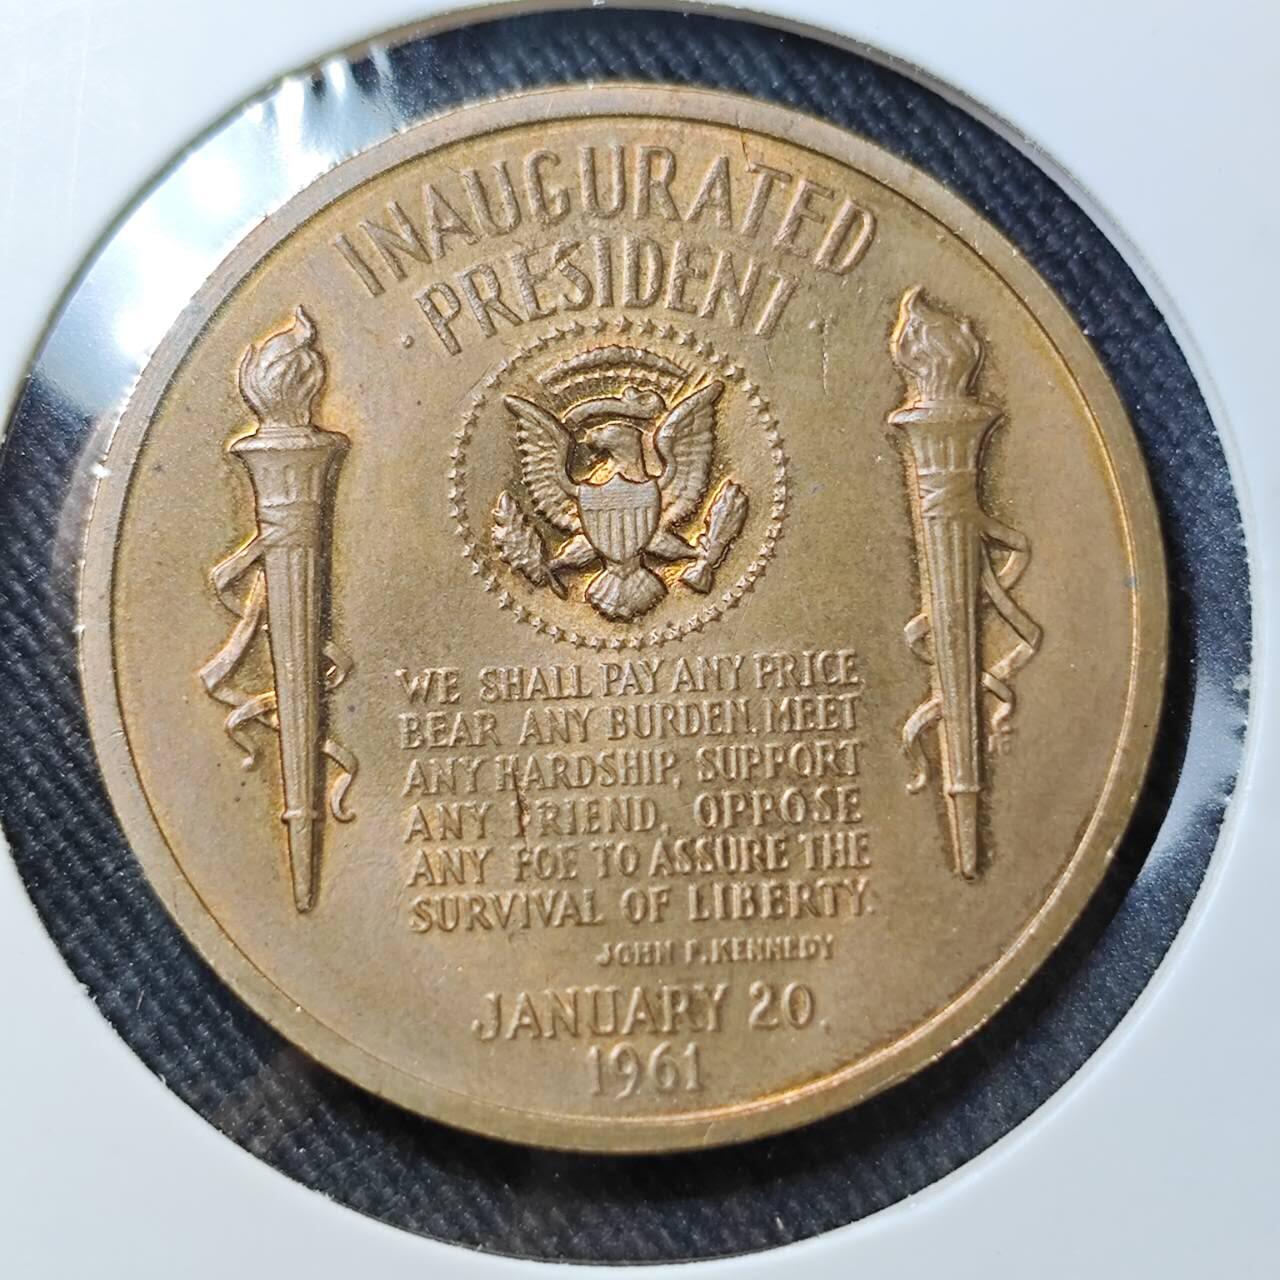 INAUGURATED
· PRESIDENT ·
WE SHALL PAY ANY PRICE
BEAR ANY BURDEN, MEET
ANY HARDSHIP, SUPPORT
ANY FRIEND, OPPOSE
ANY FOE TO ASSURE THE
SURVIVAL OF LIBERTY.
JOHN F. KENNEDY
JANUARY 20,
1961